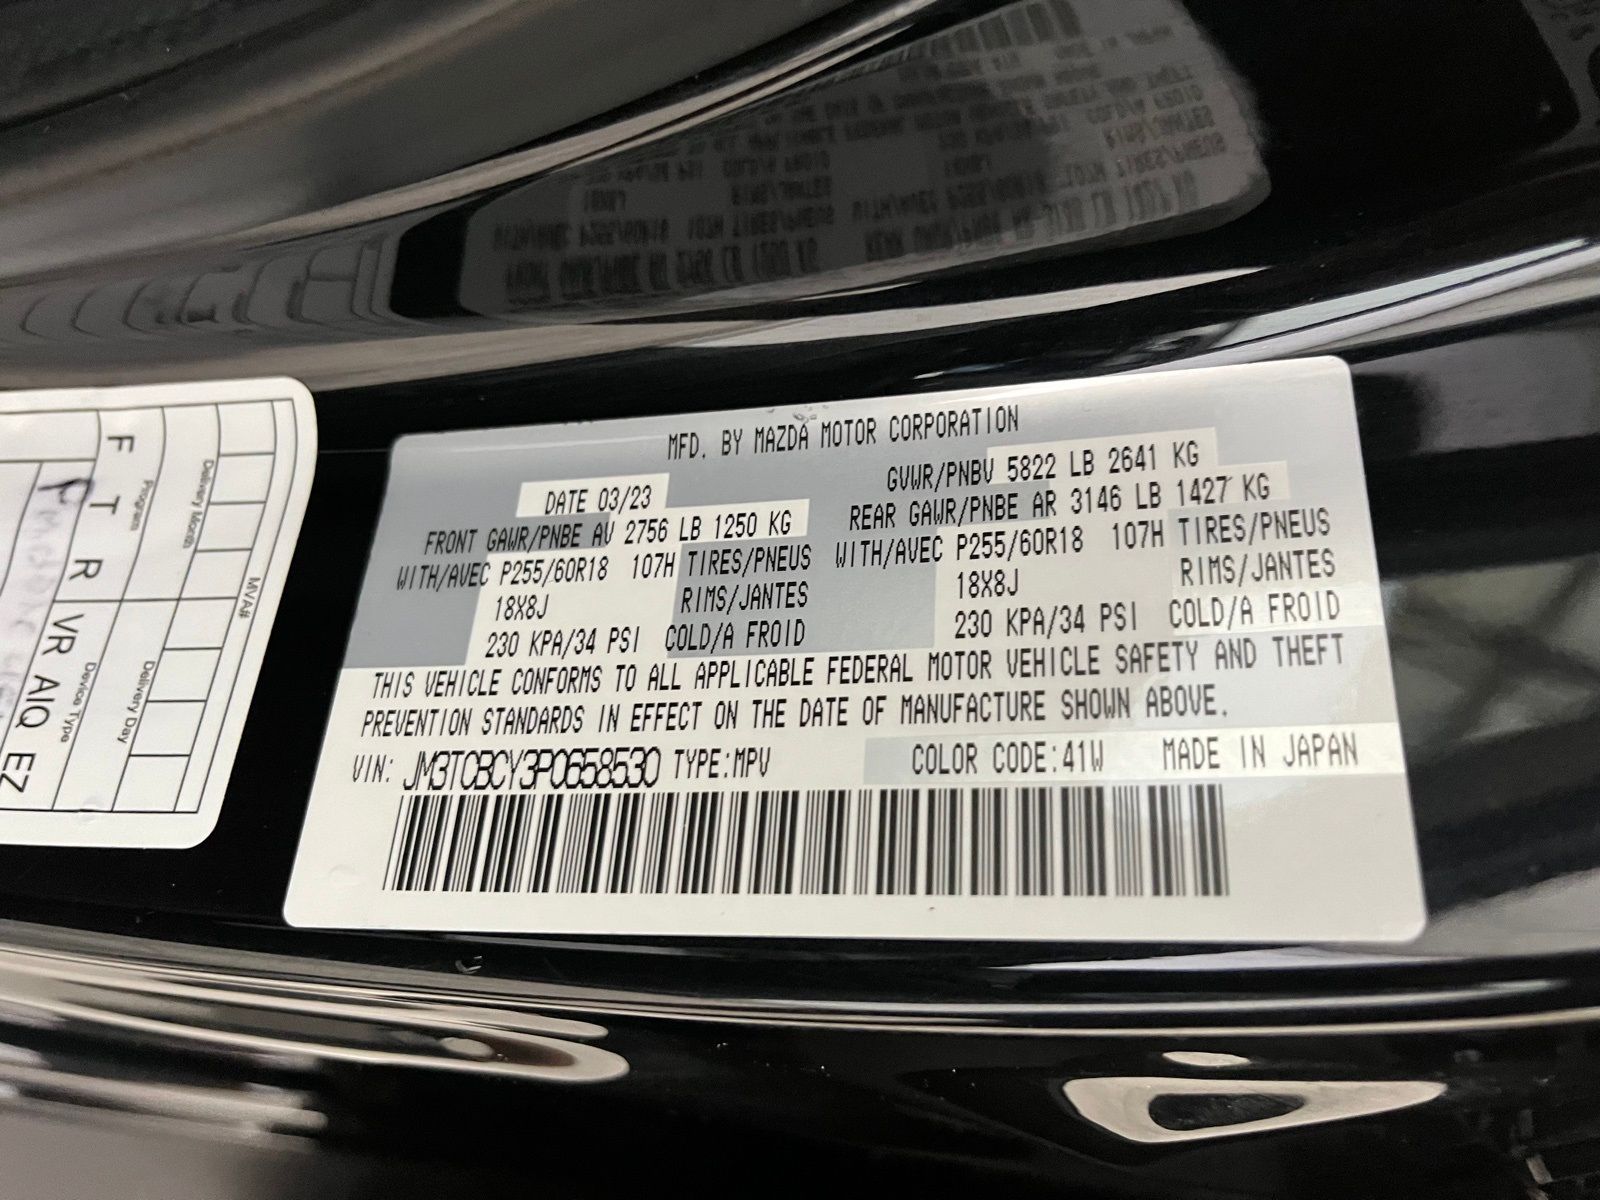 MFD. BY MAZDA MOTOR CORPORATION
DATE 03/23
GVWR/PNBV 5822 LB 2641 KG
FRONT GAWR/PNBE AV 2756 LB 1250 KG
REAR GAWR/PNBE AR 3146 LB 1427 KG
WITH/AVEC P255/60R18 107H TIRES/PNEUS
WITH/AVEC P255/60R18 107H TIRES/PNEUS
18X8J RIMS/JANTES
18X8J RIMS/JANTES
230 KPA/34 PSI COLD/A FROID
230 KPA/34 PSI COLD/A FROID
THIS VEHICLE CONFORMS TO ALL APPLICABLE FEDERAL MOTOR VEHICLE SAFETY AND THEFT
PREVENTION STANDARDS IN EFFECT ON THE DATE OF MANUFACTURE SHOWN ABOVE.
VIN: JM3TCBCY3P0658530 TYPE:MPV COLOR CODE:41W MADE IN JAPAN
MVA#
Delivery Month
Delivery Day
Program
Device Type
F T R VR AIQ EZ